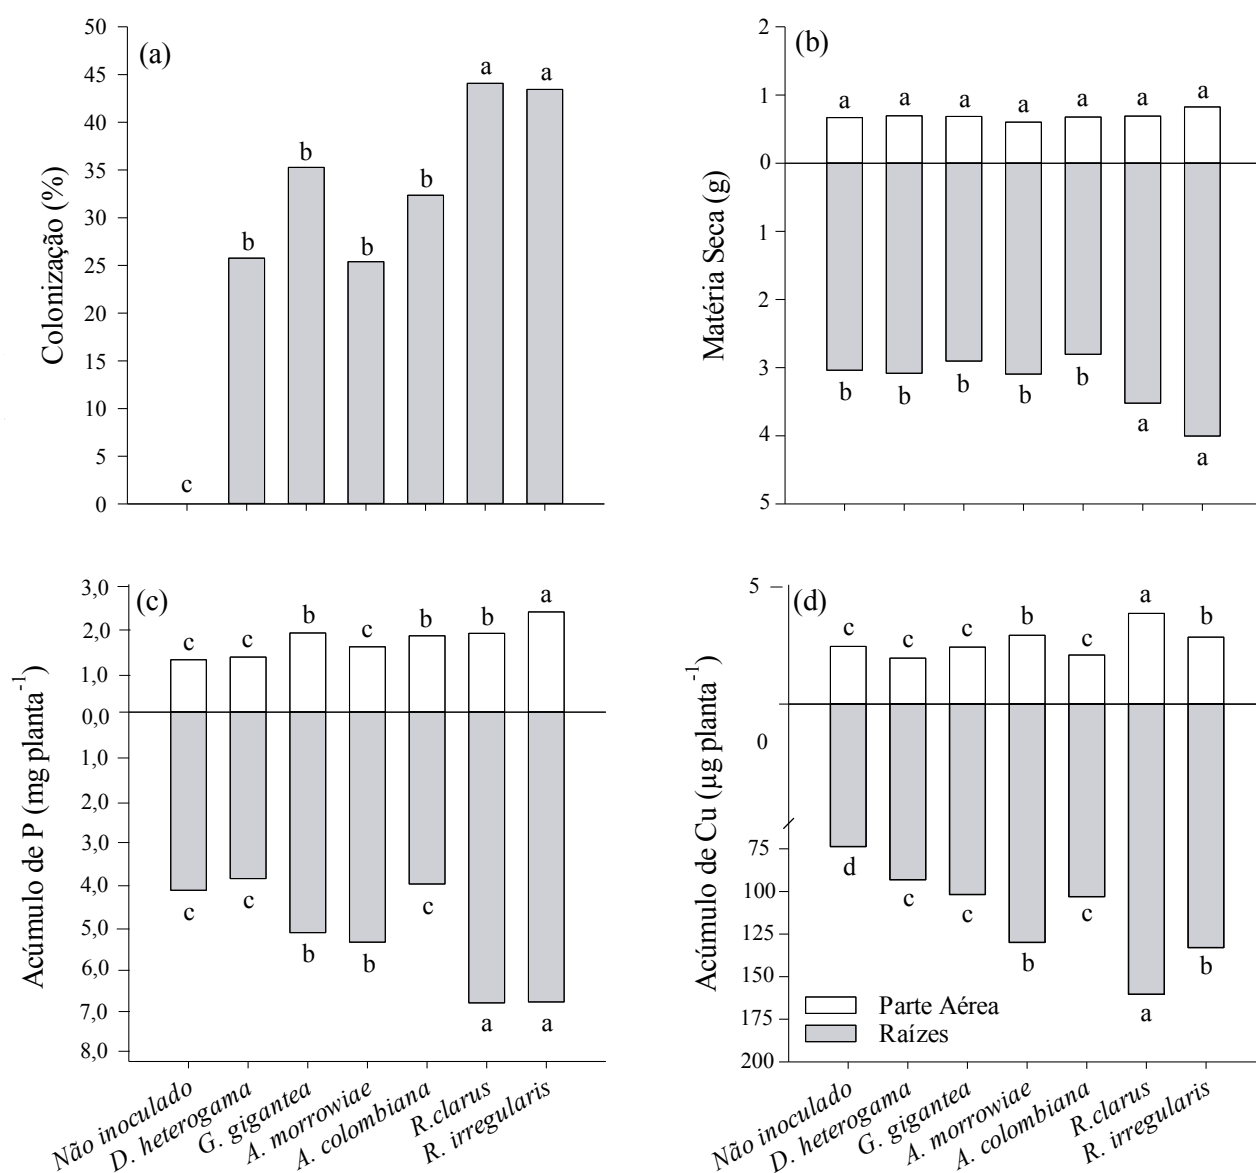 (a)
Colonização (%)
50
45
40
35
30
25
20
15
10
5
0
c
b
b
b
b
a
a
(b)
Matéria Seca (g)
2
1
0
1
2
3
4
5
a a a a a a a
b b b b b a a
(c)
Acúmulo de P (mg planta-1)
3,0
2,0
1,0
0,0
1,0
2,0
3,0
4,0
5,0
6,0
7,0
8,0
c c b c b b a
c c b b c a a
Não inoculado
D. heterogama
G. gigantea
A. morrowiae
A. colombiana
R.clarus
R. irregularis
(d)
Acúmulo de Cu (µg planta-1)
5
0
75
100
125
150
175
200
c c c b c a b
d c c b c a b
Parte Aérea
Raízes
Não inoculado
D. heterogama
G. gigantea
A. morrowiae
A. colombiana
R.clarus
R. irregularis